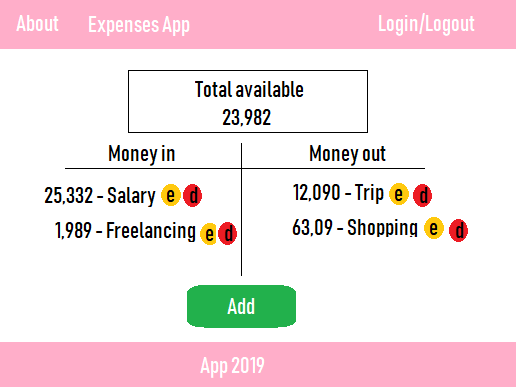 About Expenses App Login/Logout
Total available
23,982
Money in Money out
25,332 - Salary e d 12,090 - Trip e d
1,989 - Freelancing e d 63,09 - Shopping e d
Add
App 2019